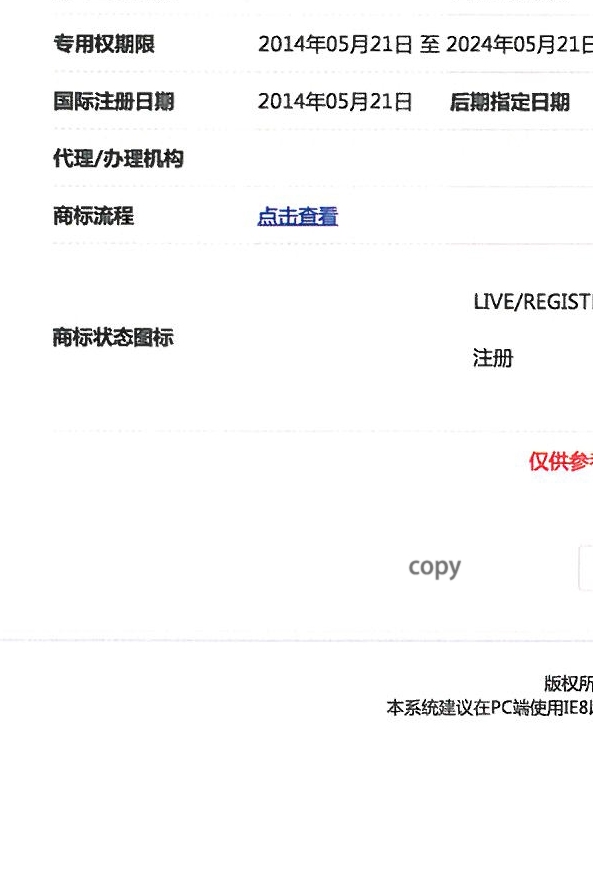 专用权期限 2014年05月21日 至 2024年05月21日
国际注册日期 2014年05月21日 后期指定日期
代理/办理机构
商标流程 点击查看
商标状态图标
LIVE/REGIST
注册
仅供参
copy
版权所
本系统建议在PC端使用IE8